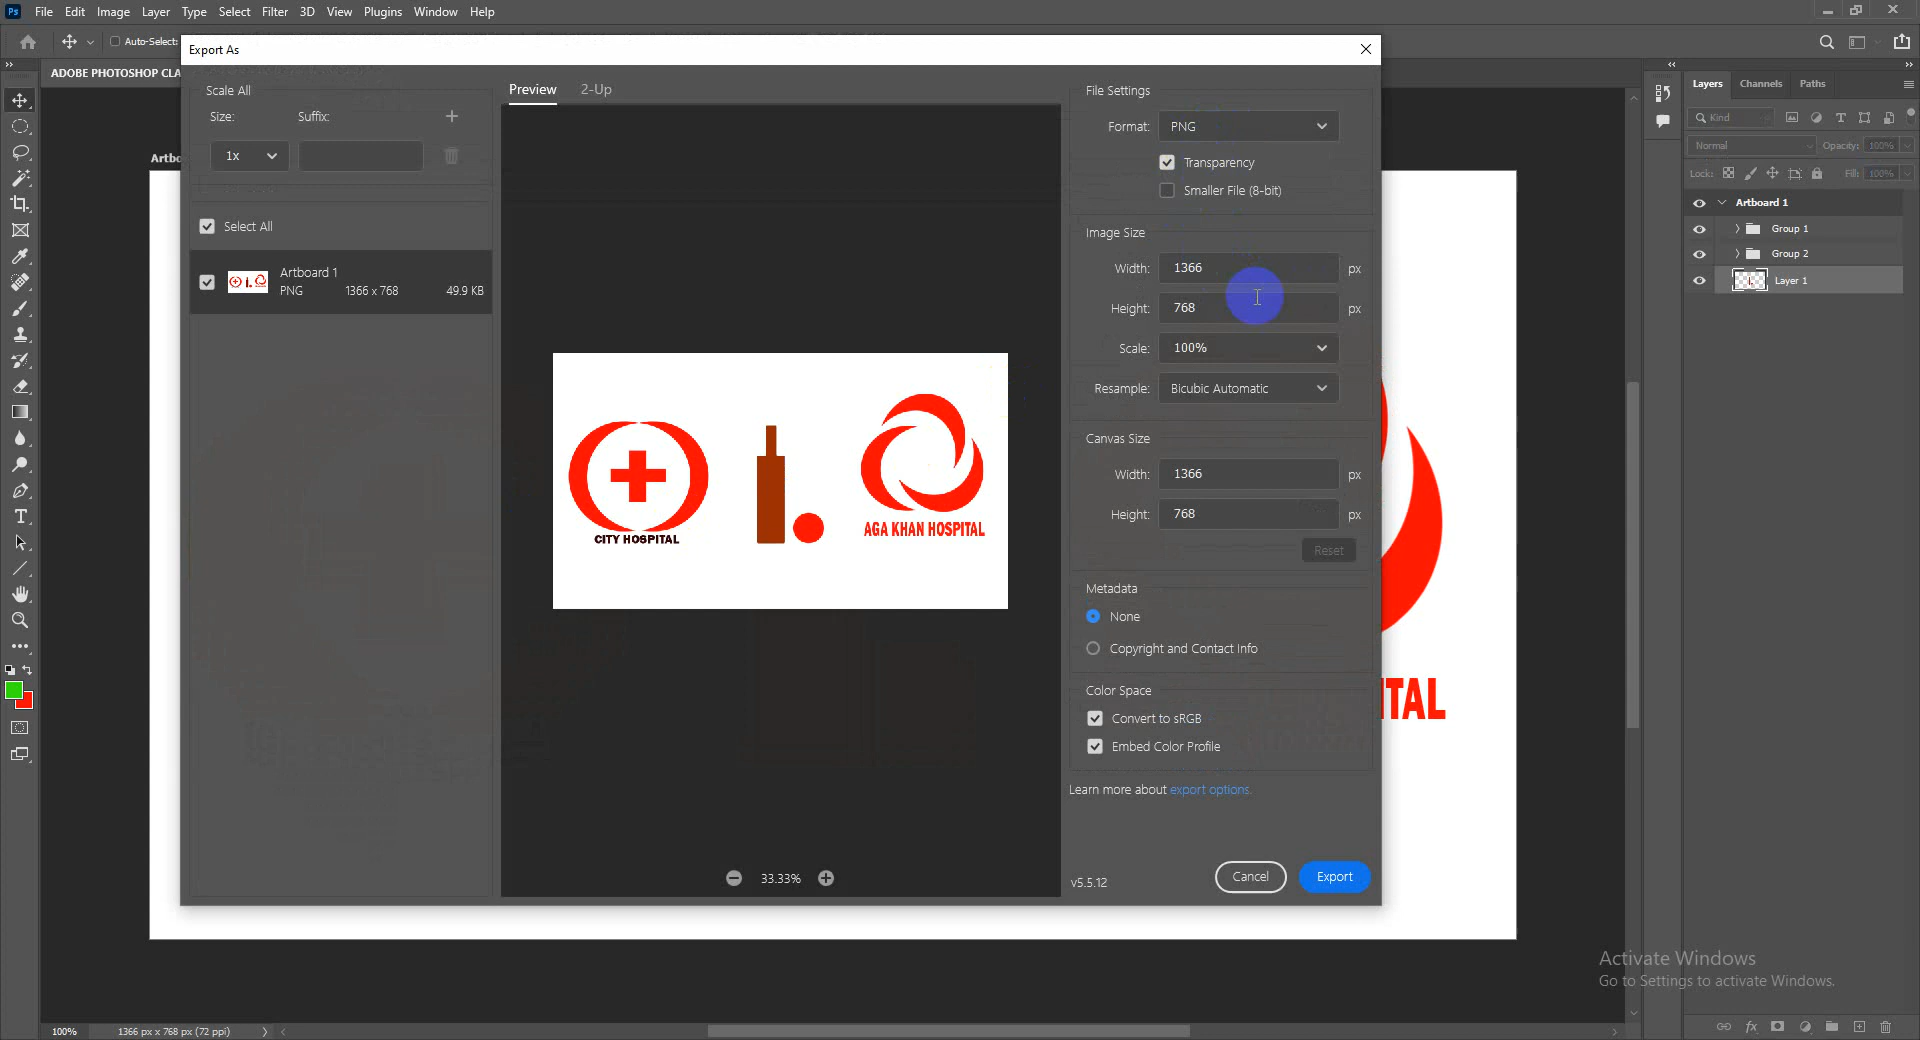 Ps File Edit Image Layer Type Select Filter 3D View Plugins Window Help
Auto-Select:
Export As
ADOBE PHOTOSHOP CLA
Scale All
Size: Suffix:
1x
Select All
Artboard 1
PNG 1366 x 768 49.9 KB
Artbo
Preview 2-Up
CITY HOSPITAL
AGA KHAN HOSPITAL
33.33%
File Settings
Format: PNG
Transparency
Smaller File (8-bit)
Image Size
Width: 1366 px
Height: 768 px
Scale: 100%
Resample: Bicubic Automatic
Canvas Size
Width: 1366 px
Height: 768 px
Reset
Metadata
None
Copyright and Contact Info
Color Space
Convert to sRGB
Embed Color Profile
Learn more about export options.
v5.5.12
Cancel Export
ITAL
Layers Channels Paths
Kind
Normal Opacity: 100%
Lock: Fill: 100%
Artboard 1
Group 1
Group 2
Layer 1
Activate Windows
Go to Settings to activate Windows.
100% 1366 px x 768 px (72 ppi)